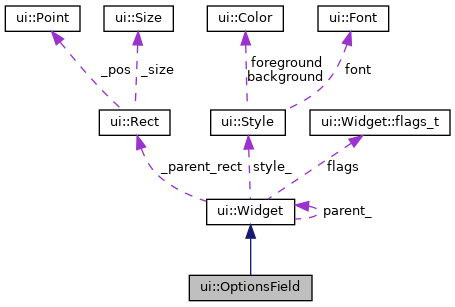 ui::Point
ui::Size
ui::Color
ui::Font
_pos
_size
foreground
background
font
ui::Rect
ui::Style
ui::Widget::flags_t
_parent_rect
style_
flags
ui::Widget
parent_
ui::OptionsField